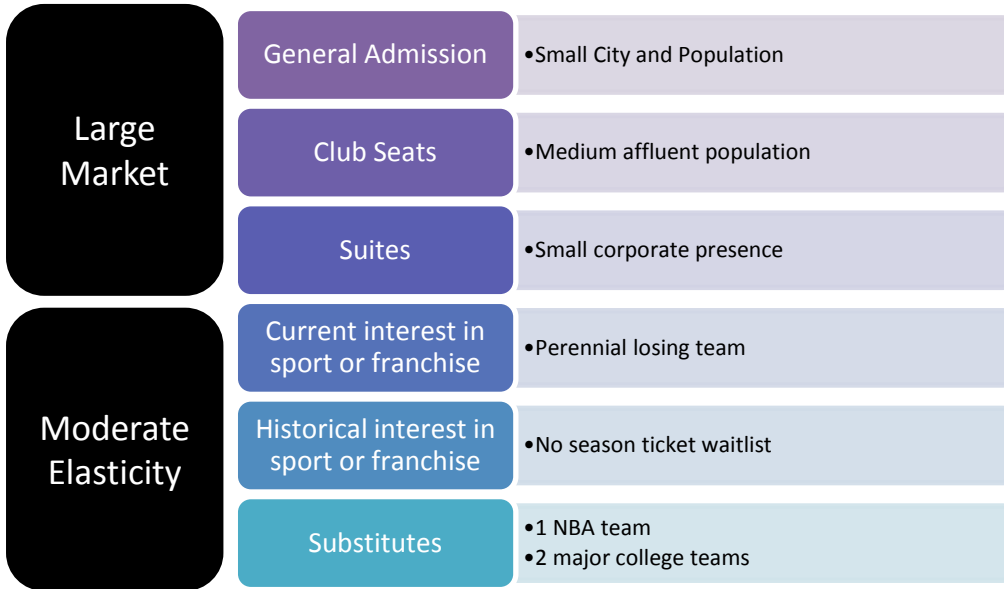 Large
Market
General Admission
•Small City and Population
Club Seats
•Medium affluent population
Suites
•Small corporate presence
Moderate
Elasticity
Current interest in
sport or franchise
•Perennial losing team
Historical interest in
sport or franchise
•No season ticket waitlist
Substitutes
•1 NBA team
•2 major college teams